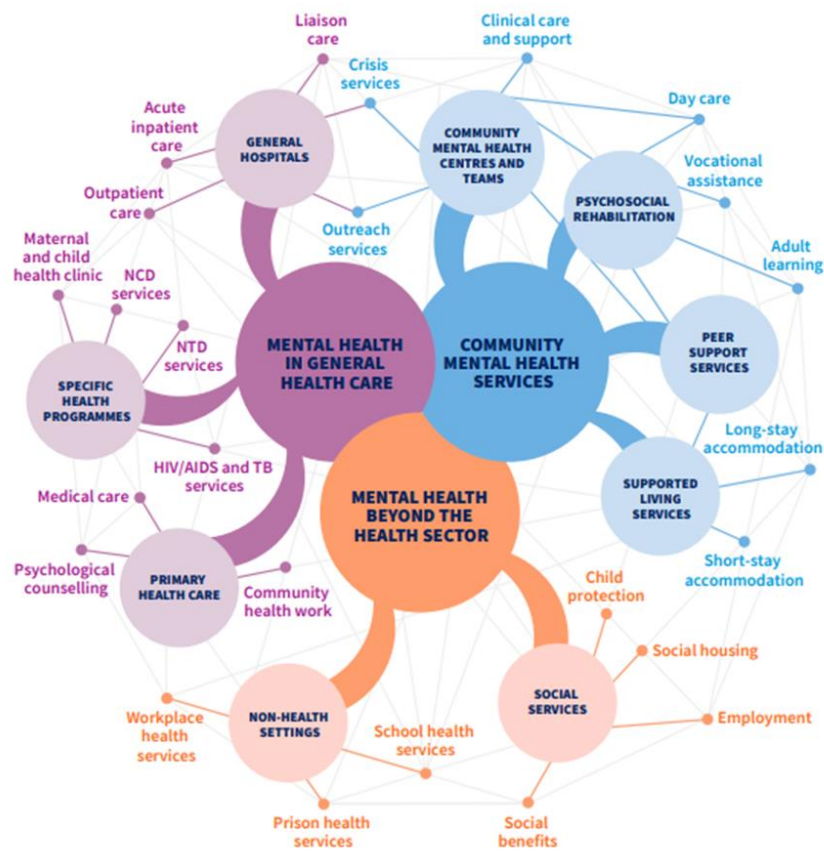 Liaison
care
Clinical care
and support
Crisis
services
Day care
Acute
inpatient
care
GENERAL
HOSPITALS
COMMUNITY
MENTAL HEALTH
CENTRES AND
TEAMS
Vocational
assistance
Outpatient
care
PSYCHOSOCIAL
REHABILITATION
Outreach
services
Maternal
and child
health clinic
NCD
services
Adult
learning
NTD
services
MENTAL HEALTH
IN GENERAL
HEALTH CARE
COMMUNITY
MENTAL HEALTH
SERVICES
PEER
SUPPORT
SERVICES
SPECIFIC
HEALTH
PROGRAMMES
Long-stay
accommodation
HIV/AIDS and TB
services
Medical care
MENTAL HEALTH
BEYOND THE
HEALTH SECTOR
SUPPORTED
LIVING
SERVICES
Psychological
counselling
PRIMARY
HEALTH CARE
Community
health work
Child
protection
Short-stay
accommodation
Social housing
Workplace
health
services
NON-HEALTH
SETTINGS
School health
services
SOCIAL
SERVICES
Employment
Prison health
services
Social
benefits